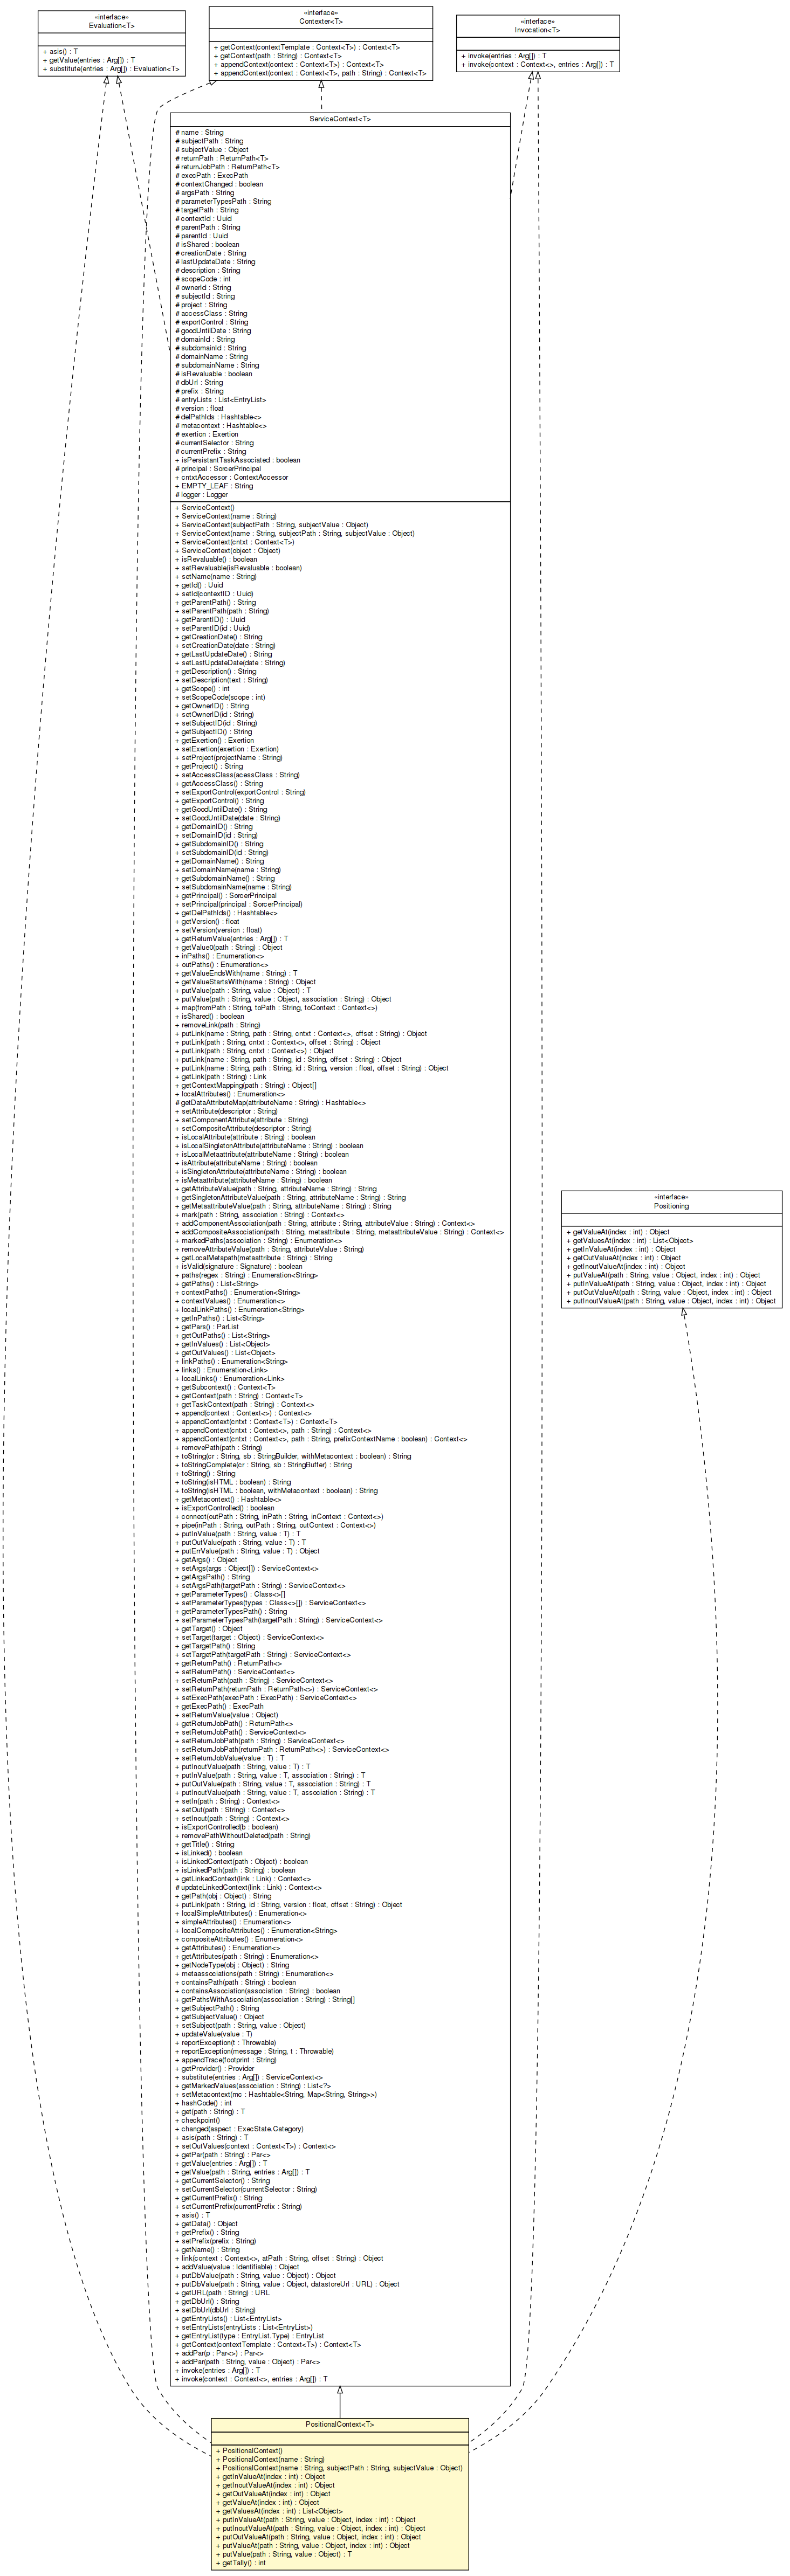 «interface»
Evaluation<T>
+ asis() : T
+ getValue(entries : Arg[]) : T
+ substitute(entries : Arg[]) : Evaluation<T>
«interface»
Contexter<T>
+ getContext(contextTemplate : Context<T>) : Context<T>
+ getContext(path : String) : Context<T>
+ appendContext(context : Context<T>) : Context<T>
+ appendContext(context : Context<T>, path : String) : Context<T>
«interface»
Invocation<T>
+ invoke(entries : Arg[]) : T
+ invoke(context : Context<>, entries : Arg[]) : T
ServiceContext<T>
# name : String
# subjectPath : String
# subjectValue : Object
# returnPath : ReturnPath<T>
# returnJobPath : ReturnPath<T>
# execPath : ExecPath
# contextChanged : boolean
# argsPath : String
# parameterTypesPath : String
# targetPath : String
# contextId : Uuid
# parentPath : String
# parentId : Uuid
# isShared : boolean
# creationDate : String
# lastUpdateDate : String
# description : String
# scopeCode : int
# ownerId : String
# subjectId : String
# project : String
# accessClass : String
# exportControl : String
# goodUntilDate : String
# domainId : String
# subdomainId : String
# domainName : String
# subdomainName : String
# isRevaluable : boolean
# dbUrl : String
# prefix : String
# entryLists : List<EntryList>
# version : float
# delPathIds : Hashtable<>
# metacontext : Hashtable<>
# exertion : Exertion
# currentSelector : String
# currentPrefix : String
+ isPersistantTaskAssociated : boolean
# principal : SorcerPrincipal
+ cntxtAccessor : ContextAccessor
+ EMPTY_LEAF : String
# logger : Logger
+ ServiceContext()
+ ServiceContext(name : String)
+ ServiceContext(subjectPath : String, subjectValue : Object)
+ ServiceContext(name : String, subjectPath : String, subjectValue : Object)
+ ServiceContext(cntxt : Context<T>)
+ ServiceContext(object : Object)
+ isRevaluable() : boolean
+ setRevaluable(isRevaluable : boolean)
+ setName(name : String)
+ getId() : Uuid
+ setId(contextID : Uuid)
+ getParentPath() : String
+ setParentPath(path : String)
+ getParentID() : Uuid
+ setParentID(id : Uuid)
+ getCreationDate() : String
+ setCreationDate(date : String)
+ getLastUpdateDate() : String
+ setLastUpdateDate(date : String)
+ getDescription() : String
+ setDescription(text : String)
+ getScope() : int
+ setScopeCode(scope : int)
+ getOwnerID() : String
+ setOwnerID(id : String)
+ setSubjectID(id : String)
+ getSubjectID() : String
+ getExertion() : Exertion
+ setExertion(exertion : Exertion)
+ setProject(projectName : String)
+ getProject() : String
+ setAccessClass(acessClass : String)
+ getAccessClass() : String
+ setExportControl(exportControl : String)
+ getExportControl() : String
+ getGoodUntilDate() : String
+ setGoodUntilDate(date : String)
+ getDomainID() : String
+ setDomainID(id : String)
+ getSubdomainID() : String
+ setSubdomainID(id : String)
+ getDomainName() : String
+ setDomainName(name : String)
+ getSubdomainName() : String
+ setSubdomainName(name : String)
+ getPrincipal() : SorcerPrincipal
+ setPrincipal(principal : SorcerPrincipal)
+ getDelPathIds() : Hashtable<>
+ getVersion() : float
+ setVersion(version : float)
+ getReturnValue(entries : Arg[]) : T
+ getValue0(path : String) : Object
+ inPaths() : Enumeration<>
+ outPaths() : Enumeration<>
+ getValueEndsWith(name : String) : T
+ getValueStartsWith(name : String) : Object
+ putValue(path : String, value : Object) : T
+ putValue(path : String, value : Object, association : String) : Object
+ map(fromPath : String, toPath : String, toContext : Context<>)
+ isShared() : boolean
+ removeLink(path : String)
+ putLink(name : String, path : String, cntxt : Context<>, offset : String) : Object
+ putLink(path : String, cntxt : Context<>, offset : String) : Object
+ putLink(path : String, cntxt : Context<>) : Object
+ putLink(name : String, path : String, id : String, offset : String) : Object
+ putLink(name : String, path : String, id : String, version : float, offset : String) : Object
+ getLink(path : String) : Link
+ getContextMapping(path : String) : Object[]
+ localAttributes() : Enumeration<>
# getDataAttributeMap(attributeName : String) : Hashtable<>
+ setAttribute(descriptor : String)
+ setComponentAttribute(attribute : String)
+ setCompositeAttribute(descriptor : String)
+ isLocalAttribute(attribute : String) : boolean
+ isLocalSingletonAttribute(attributeName : String) : boolean
+ isLocalMetaattribute(attributeName : String) : boolean
+ isAttribute(attributeName : String) : boolean
+ isSingletonAttribute(attributeName : String) : boolean
+ isMetaattribute(attributeName : String) : boolean
+ getAttributeValue(path : String, attributeName : String) : String
+ getSingletonAttributeValue(path : String, attributeName : String) : String
+ getMetaattributeValue(path : String, attributeName : String) : String
+ mark(path : String, association : String) : Context<>
+ addComponentAssociation(path : String, attribute : String, attributeValue : String) : Context<>
+ addCompositeAssociation(path : String, metaattribute : String, metaattributeValue : String) : Context<>
+ markedPaths(association : String) : Enumeration<>
+ removeAttributeValue(path : String, attributeValue : String)
+ getLocalMetapath(metaattribute : String) : String
+ isValid(signature : Signature) : boolean
+ paths(regex : String) : Enumeration<String>
+ getPaths() : List<String>
+ contextPaths() : Enumeration<String>
+ contextValues() : Enumeration<>
+ localLinkPaths() : Enumeration<String>
+ getInPaths() : List<String>
+ getPars() : ParList
+ getOutPaths() : List<String>
+ getInValues() : List<Object>
+ getOutValues() : List<Object>
+ linkPaths() : Enumeration<String>
+ links() : Enumeration<Link>
+ localLinks() : Enumeration<Link>
+ getSubcontext() : Context<T>
+ getContext(path : String) : Context<T>
+ getTaskContext(path : String) : Context<>
+ append(context : Context<>) : Context<>
+ appendContext(cntxt : Context<T>) : Context<T>
+ appendContext(cntxt : Context<>, path : String) : Context<>
+ appendContext(cntxt : Context<>, path : String, prefixContextName : boolean) : Context<>
+ removePath(path : String)
+ toString(cr : String, sb : StringBuilder, withMetacontext : boolean) : String
+ toStringComplete(cr : String, sb : StringBuffer) : String
+ toString() : String
+ toString(isHTML : boolean) : String
+ toString(isHTML : boolean, withMetacontext : boolean) : String
+ getMetacontext() : Hashtable<>
+ isExportControlled() : boolean
+ connect(outPath : String, inPath : String, inContext : Context<>)
+ pipe(inPath : String, outPath : String, outContext : Context<>)
+ putInValue(path : String, value : T) : T
+ putOutValue(path : String, value : T) : T
+ putErrValue(path : String, value : T) : Object
+ getArgs() : Object
+ setArgs(args : Object[]) : ServiceContext<>
+ getArgsPath() : String
+ setArgsPath(targetPath : String) : ServiceContext<>
+ getParameterTypes() : Class<>[]
+ setParameterTypes(types : Class<>[]) : ServiceContext<>
+ getParameterTypesPath() : String
+ setParameterTypesPath(targetPath : String) : ServiceContext<>
+ getTarget() : Object
+ setTarget(target : Object) : ServiceContext<>
+ getTargetPath() : String
+ setTargetPath(targetPath : String) : ServiceContext<>
+ getReturnPath() : ReturnPath<>
+ setReturnPath() : ServiceContext<>
+ setReturnPath(path : String) : ServiceContext<>
+ setReturnPath(returnPath : ReturnPath<>) : ServiceContext<>
+ setExecPath(execPath : ExecPath) : ServiceContext<>
+ getExecPath() : ExecPath
+ setReturnValue(value : Object)
+ getReturnJobPath() : ReturnPath<>
+ setReturnJobPath() : ServiceContext<>
+ setReturnJobPath(path : String) : ServiceContext<>
+ setReturnJobPath(returnPath : ReturnPath<>) : ServiceContext<>
+ setReturnJobValue(value : T) : T
+ putInoutValue(path : String, value : T) : T
+ putInValue(path : String, value : T, association : String) : T
+ putOutValue(path : String, value : T, association : String) : T
+ putInoutValue(path : String, value : T, association : String) : T
+ setIn(path : String) : Context<>
+ setOut(path : String) : Context<>
+ setInout(path : String) : Context<>
+ isExportControlled(b : boolean)
+ removePathWithoutDeleted(path : String)
+ getTitle() : String
+ isLinked() : boolean
+ isLinkedContext(path : Object) : boolean
+ isLinkedPath(path : String) : boolean
+ getLinkedContext(link : Link) : Context<>
# updateLinkedContext(link : Link) : Context<>
+ getPath(obj : Object) : String
+ putLink(path : String, id : String, version : float, offset : String) : Object
+ localSimpleAttributes() : Enumeration<>
+ simpleAttributes() : Enumeration<>
+ localCompositeAttributes() : Enumeration<String>
+ compositeAttributes() : Enumeration<>
+ getAttributes() : Enumeration<>
+ getAttributes(path : String) : Enumeration<>
+ getNodeType(obj : Object) : String
+ metaassociations(path : String) : Enumeration<>
+ containsPath(path : String) : boolean
+ containsAssociation(association : String) : boolean
+ getPathsWithAssociation(association : String) : String[]
+ getSubjectPath() : String
+ getSubjectValue() : Object
+ setSubject(path : String, value : Object)
+ updateValue(value : T)
+ reportException(t : Throwable)
+ reportException(message : String, t : Throwable)
+ appendTrace(footprint : String)
+ getProvider() : Provider
+ substitute(entries : Arg[]) : ServiceContext<>
+ getMarkedValues(association : String) : List<?>
+ setMetacontext(mc : Hashtable<String, Map<String, String>>)
+ hashCode() : int
+ get(path : String) : T
+ checkpoint()
+ changed(aspect : ExecState.Category)
+ asis(path : String) : T
+ setOutValues(context : Context<T>) : Context<>
+ getPar(path : String) : Par<>
+ getValue(entries : Arg[]) : T
+ getValue(path : String, entries : Arg[]) : T
+ getCurrentSelector() : String
+ setCurrentSelector(currentSelector : String)
+ getCurrentPrefix() : String
+ setCurrentPrefix(currentPrefix : String)
+ asis() : T
+ getData() : Object
+ getPrefix() : String
+ setPrefix(prefix : String)
+ getName() : String
+ link(context : Context<>, atPath : String, offset : String) : Object
+ addValue(value : Identifiable) : Object
+ putDbValue(path : String, value : Object) : Object
+ putDbValue(path : String, value : Object, datastoreUrl : URL) : Object
+ getURL(path : String) : URL
+ getDbUrl() : String
+ setDbUrl(dbUrl : String)
+ getEntryLists() : List<EntryList>
+ setEntryLists(entryLists : List<EntryList>)
+ getEntryList(type : EntryList.Type) : EntryList
+ getContext(contextTemplate : Context<T>) : Context<T>
+ addPar(p : Par<>) : Par<>
+ addPar(path : String, value : Object) : Par<>
+ invoke(entries : Arg[]) : T
+ invoke(context : Context<>, entries : Arg[]) : T
«interface»
Positioning
+ getValueAt(index : int) : Object
+ getValuesAt(index : int) : List<Object>
+ getInValueAt(index : int) : Object
+ getOutValueAt(index : int) : Object
+ getInoutValueAt(index : int) : Object
+ putValueAt(path : String, value : Object, index : int) : Object
+ putInValueAt(path : String, value : Object, index : int) : Object
+ putOutValueAt(path : String, value : Object, index : int) : Object
+ putInoutValueAt(path : String, value : Object, index : int) : Object
PositionalContext<T>
+ PositionalContext()
+ PositionalContext(name : String)
+ PositionalContext(name : String, subjectPath : String, subjectValue : Object)
+ getInValueAt(index : int) : Object
+ getInoutValueAt(index : int) : Object
+ getOutValueAt(index : int) : Object
+ getValueAt(index : int) : Object
+ getValuesAt(index : int) : List<Object>
+ putInValueAt(path : String, value : Object, index : int) : Object
+ putInoutValueAt(path : String, value : Object, index : int) : Object
+ putOutValueAt(path : String, value : Object, index : int) : Object
+ putValueAt(path : String, value : Object, index : int) : Object
+ putValue(path : String, value : Object) : T
+ getTally() : int